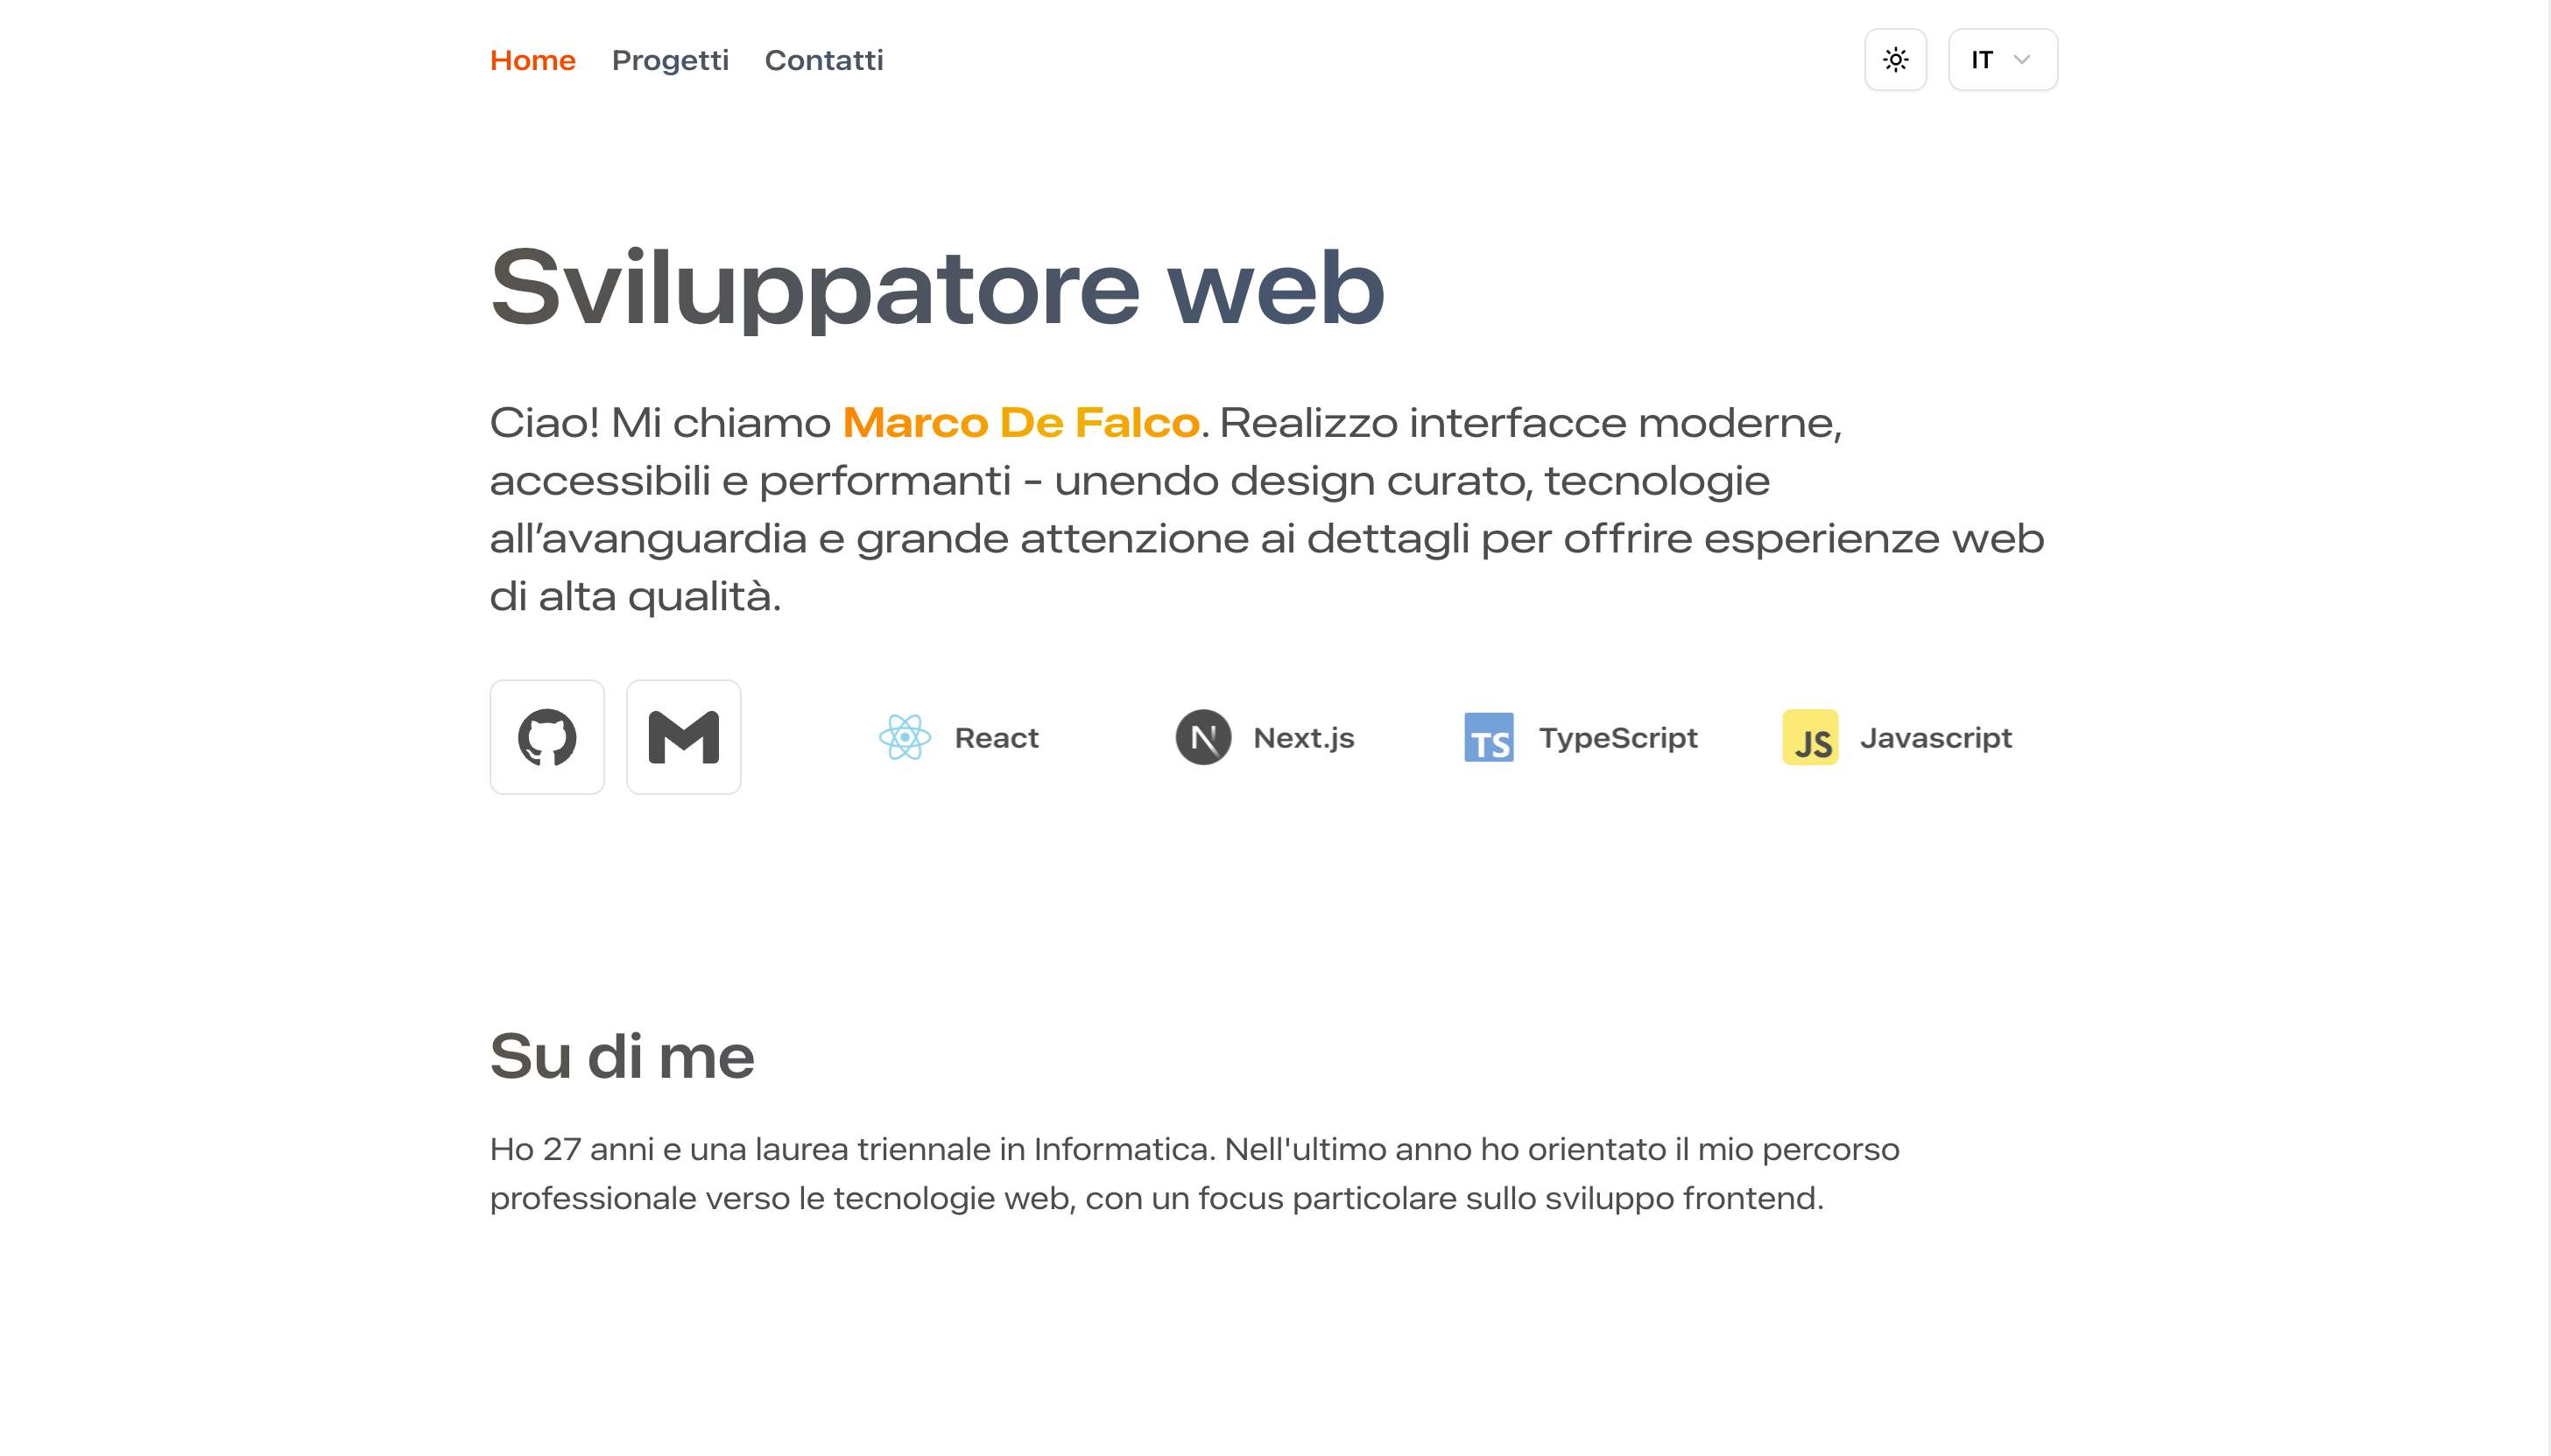 Home Progetti Contatti IT
Sviluppatore web
Ciao! Mi chiamo Marco De Falco. Realizzo interfacce moderne,
accessibili e performanti - unendo design curato, tecnologie
all’avanguardia e grande attenzione ai dettagli per offrire esperienze web
di alta qualità.
React N Next.js TS TypeScript JS Javascript
Su di me
Ho 27 anni e una laurea triennale in Informatica. Nell'ultimo anno ho orientato il mio percorso
professionale verso le tecnologie web, con un focus particolare sullo sviluppo frontend.